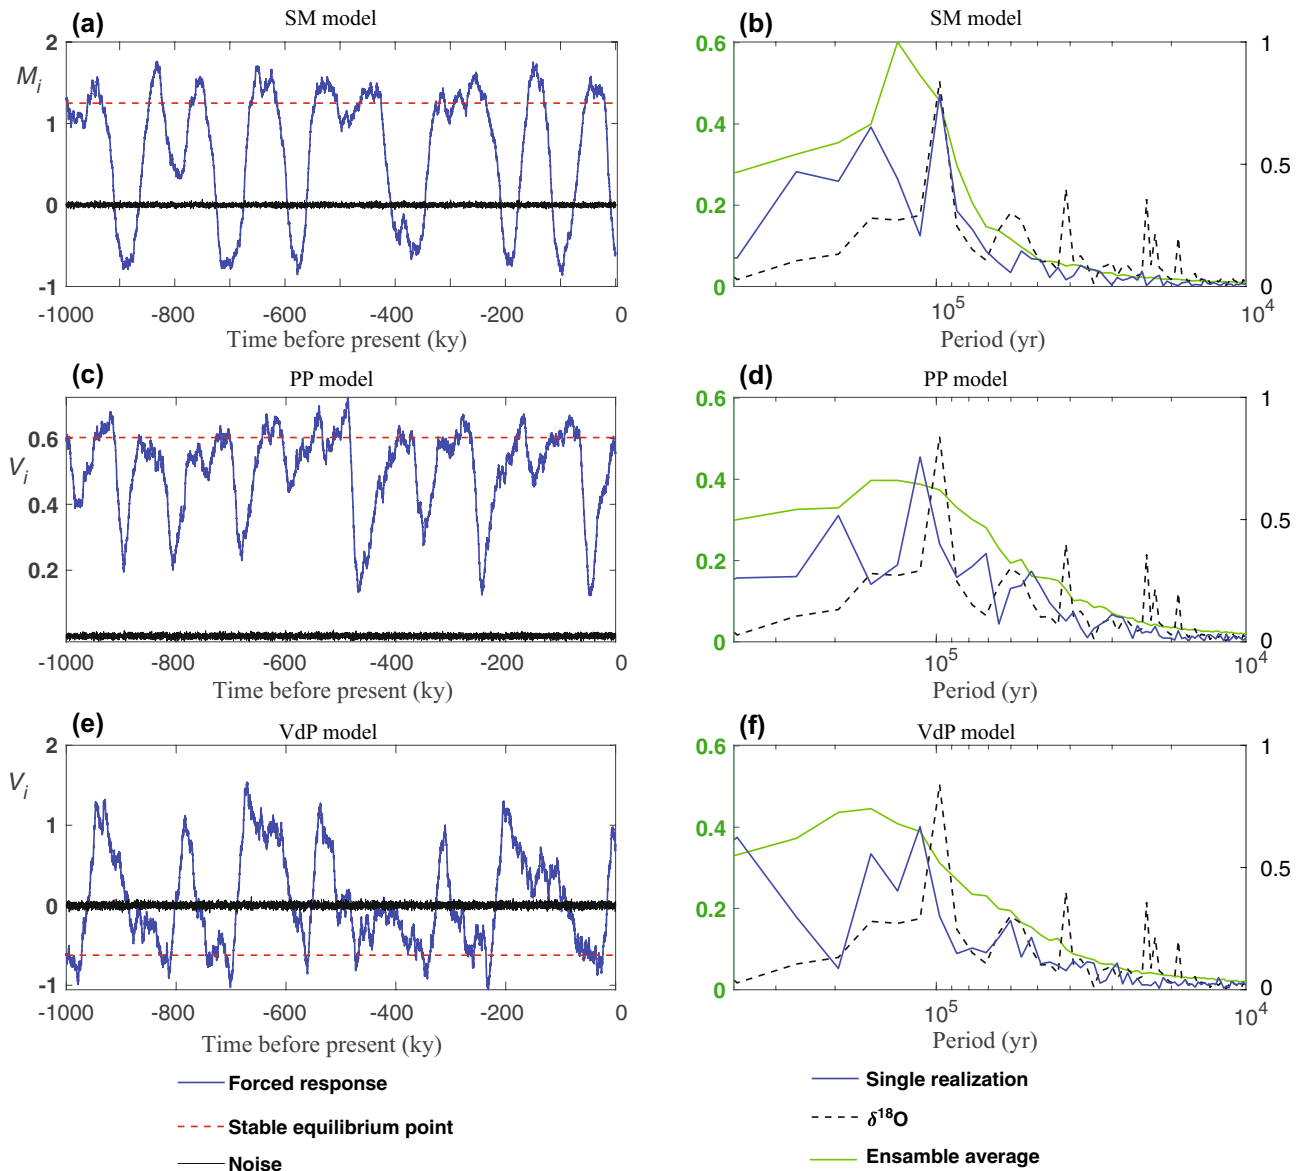 (a) SM model
2
M_i
1
0
-1
-1000 -800 -600 -400 -200 0
Time before present (ky)
(b) SM model
0.6 1
0.4
0.5
0.2
0 0
10^5 10^4
Period (yr)
(c) PP model
0.6
V_i
0.4
0.2
-1000 -800 -600 -400 -200 0
Time before present (ky)
(d) PP model
0.6 1
0.4
0.5
0.2
0 0
10^5 10^4
Period (yr)
(e) VdP model
2
V_i
1
0
-1
-1000 -800 -600 -400 -200 0
Time before present (ky)
(f) VdP model
0.6 1
0.4
0.5
0.2
0 0
10^5 10^4
Period (yr)
Forced response
Stable equilibrium point
Noise
Single realization
δ¹⁸O
Ensamble average